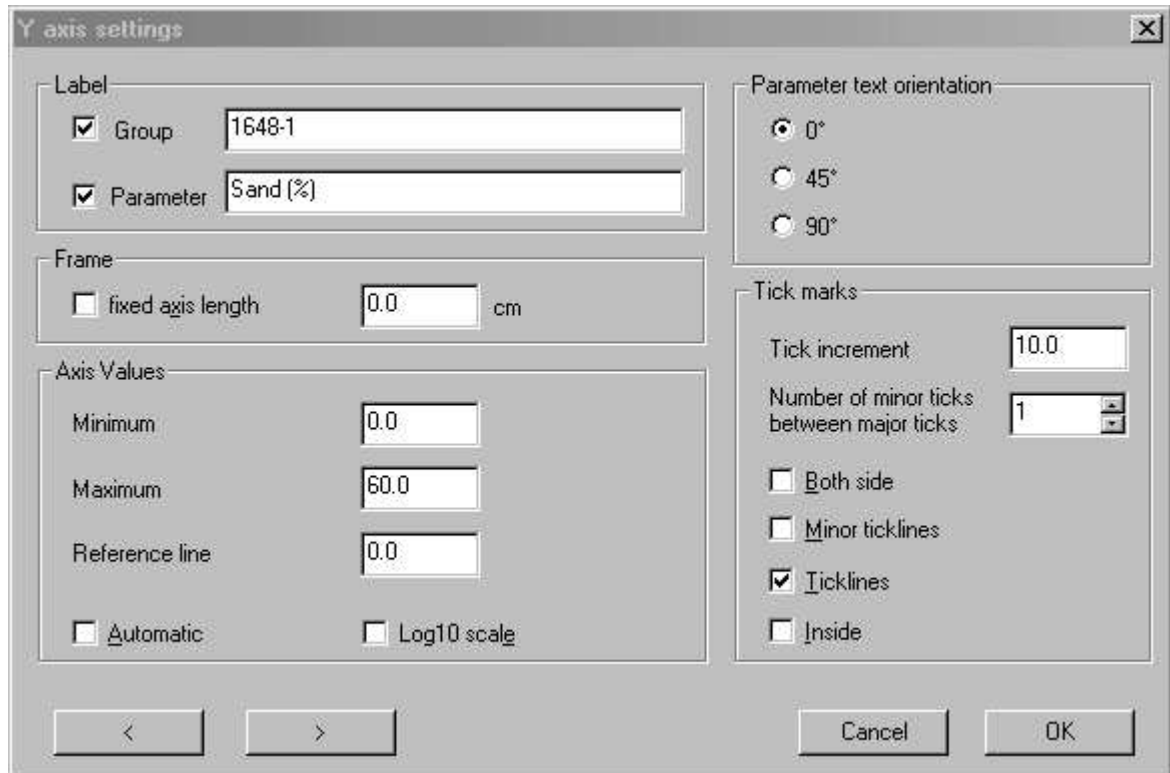 Y axis settings
Label
Group 1648-1
Parameter Sand (%)
Frame
fixed axis length 0.0 cm
Axis Values
Minimum 0.0
Maximum 60.0
Reference line 0.0
Automatic Log10 scale
Parameter text orientation
0°
45°
90°
Tick marks
Tick increment 10.0
Number of minor ticks
between major ticks 1
Both side
Minor ticklines
Ticklines
Inside
< > Cancel OK